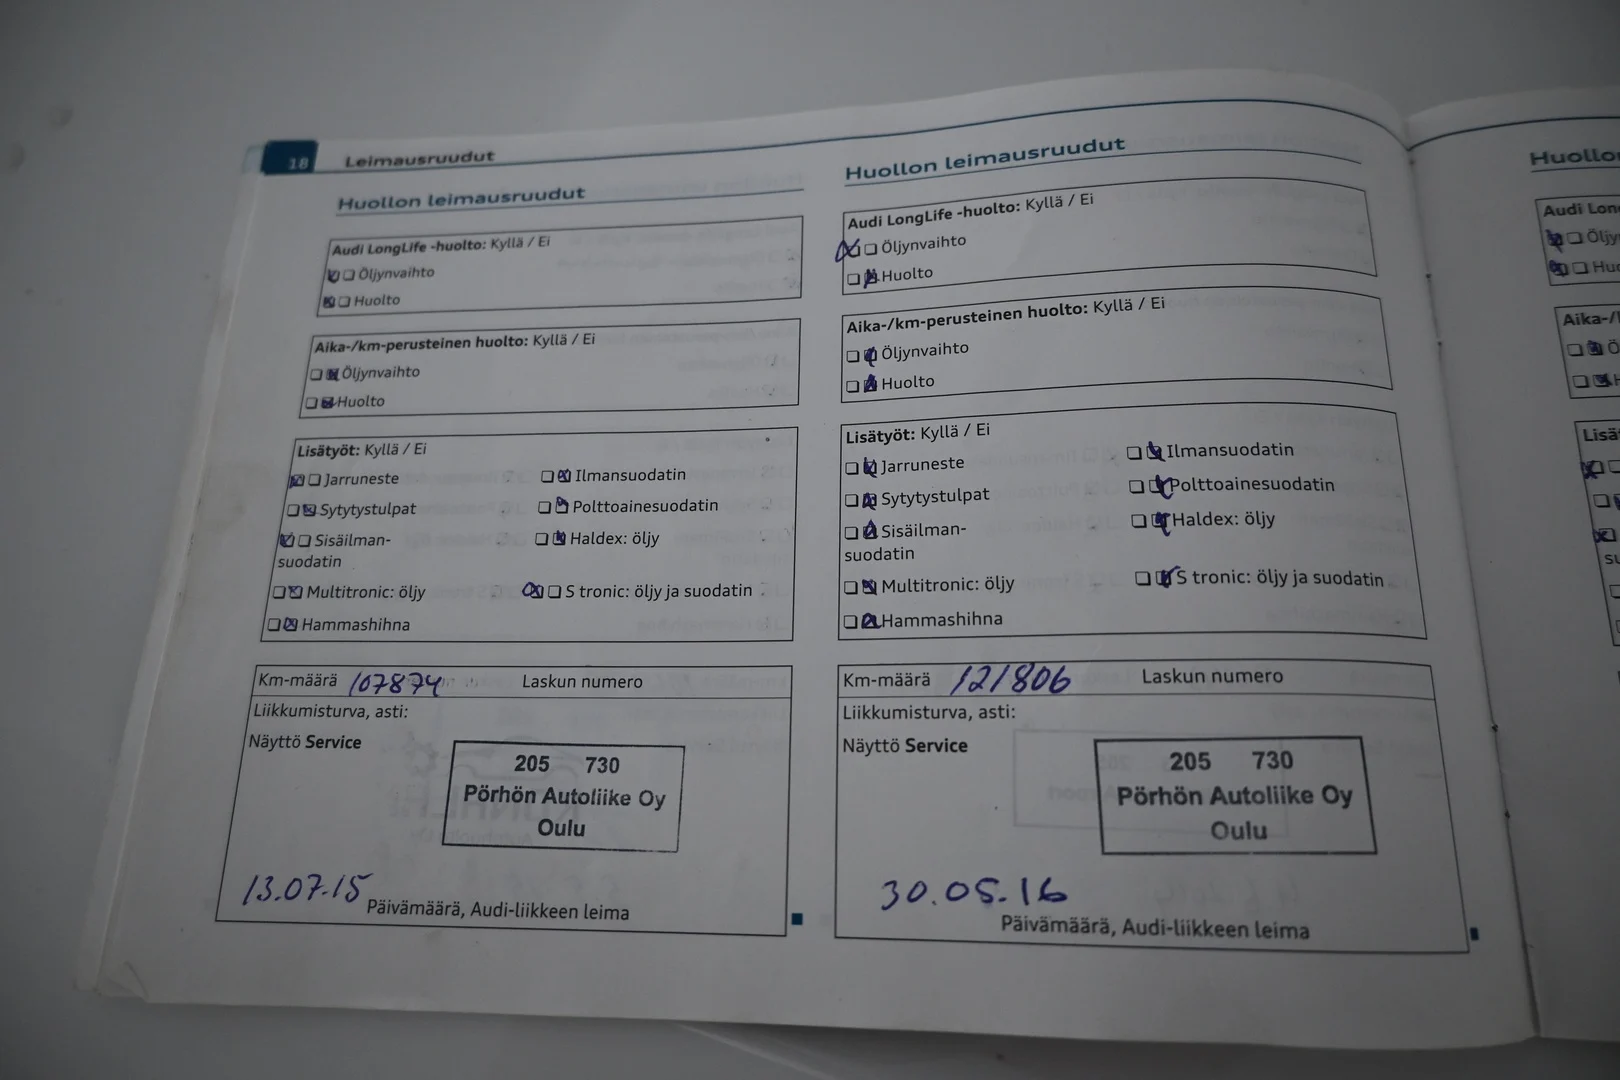 18 Leimausruudut
Huollon leimausruudut
Audi LongLife -huolto: Kyllä / Ei
Öljynvaihto
Huolto
Aika-/km-perusteinen huolto: Kyllä / Ei
Öljynvaihto
Huolto
Lisätyöt: Kyllä / Ei
Jarruneste
Ilmansuodatin
Sytytystulpat
Polttoainesuodatin
Sisäilman-
suodatin
Haldex: öljy
Multitronic: öljy
S tronic: öljy ja suodatin
Hammashihna
Km-määrä 107874 Laskun numero
Liikkumisturva, asti:
Näyttö Service
205 730
Pörhön Autoliike Oy
Oulu
13.07.15
Päivämäärä, Audi-liikkeen leima
Huollon leimausruudut
Audi LongLife -huolto: Kyllä / Ei
Öljynvaihto
Huolto
Aika-/km-perusteinen huolto: Kyllä / Ei
Öljynvaihto
Huolto
Lisätyöt: Kyllä / Ei
Jarruneste
Ilmansuodatin
Sytytystulpat
Polttoainesuodatin
Sisäilman-
suodatin
Haldex: öljy
Multitronic: öljy
S tronic: öljy ja suodatin
Hammashihna
Km-määrä 121806 Laskun numero
Liikkumisturva, asti:
Näyttö Service
205 730
Pörhön Autoliike Oy
Oulu
30.05.16
Päivämäärä, Audi-liikkeen leima
Huollo
Audi Lon
Öljy
Huo
Aika-/
Ö
H
Lisä